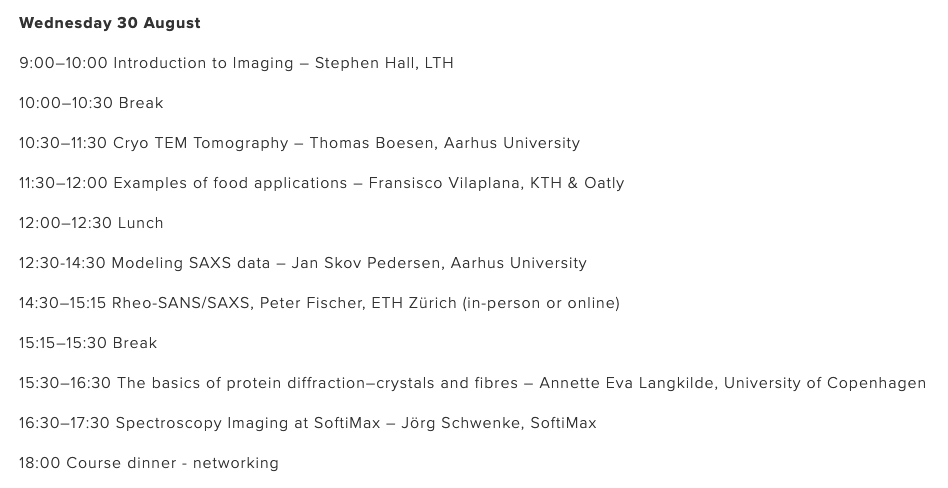 Wednesday 30 August
9:00–10:00 Introduction to Imaging – Stephen Hall, LTH
10:00–10:30 Break
10:30–11:30 Cryo TEM Tomography – Thomas Boesen, Aarhus University
11:30–12:00 Examples of food applications – Fransisco Vilaplana, KTH & Oatly
12:00–12:30 Lunch
12:30-14:30 Modeling SAXS data – Jan Skov Pedersen, Aarhus University
14:30–15:15 Rheo-SANS/SAXS, Peter Fischer, ETH Zürich (in-person or online)
15:15–15:30 Break
15:30–16:30 The basics of protein diffraction–crystals and fibres – Annette Eva Langkilde, University of Copenhagen
16:30–17:30 Spectroscopy Imaging at SoftiMax – Jörg Schwenke, SoftiMax
18:00 Course dinner - networking